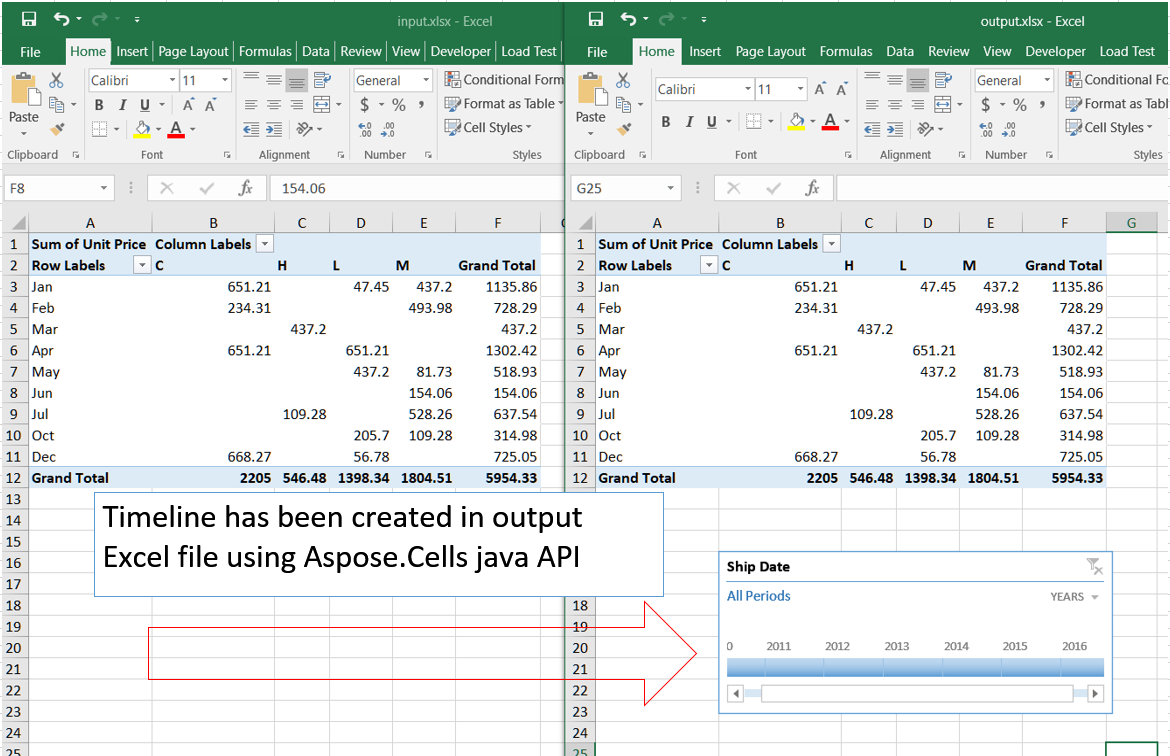 input.xlsx - Excel
File Home Insert Page Layout Formulas Data Review View Developer Load Test
Calibri 11 General Conditional Form
Paste B I U $ % , Format as Table
Cell Styles
Clipboard Font Alignment Number Styles
F8 fx 154.06
A B C D E F
1 Sum of Unit Price Column Labels
2 Row Labels C H L M Grand Total
3 Jan 651.21 47.45 437.2 1135.86
4 Feb 234.31 493.98 728.29
5 Mar 437.2 437.2
6 Apr 651.21 651.21 1302.42
7 May 437.2 81.73 518.93
8 Jun 154.06 154.06
9 Jul 109.28 528.26 637.54
10 Oct 205.7 109.28 314.98
11 Dec 668.27 56.78 725.05
12 Grand Total 2205 546.48 1398.34 1804.51 5954.33
13
14
15
16
17
18
19
20
21
22
23
24
25
output.xlsx - Excel
File Home Insert Page Layout Formulas Data Review View Developer Load Test
Calibri 11 A A General Conditional Fo
Paste B I U A $ % , Format as Tabl
Cell Styles
Clipboard Font Alignment Number Styles
G25 fx
A B C D E F G
1 Sum of Unit Price Column Labels
2 Row Labels C H L M Grand Total
3 Jan 651.21 47.45 437.2 1135.86
4 Feb 234.31 493.98 728.29
5 Mar 437.2 437.2
6 Apr 651.21 651.21 1302.42
7 May 437.2 81.73 518.93
8 Jun 154.06 154.06
9 Jul 109.28 528.26 637.54
10 Oct 205.7 109.28 314.98
11 Dec 668.27 56.78 725.05
12 Grand Total 2205 546.48 1398.34 1804.51 5954.33
18
19
20
21
22
23
24
25
Timeline has been created in output
Excel file using Aspose.Cells java API
Ship Date
All Periods YEARS
0 2011 2012 2013 2014 2015 2016